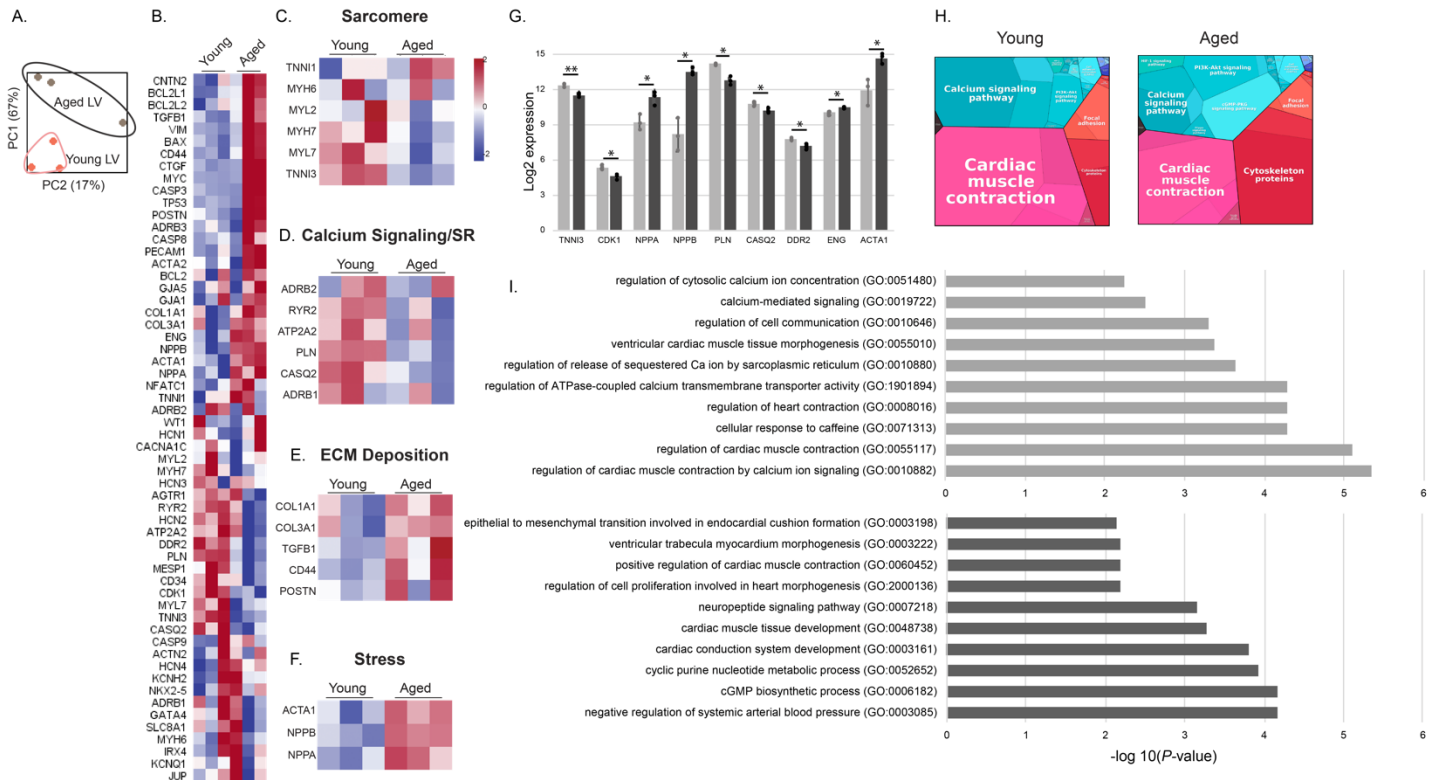 A.
PC1 (67%)
Aged LV
Young LV
PC2 (17%)
B.
Young
Aged
CNTN2
BCL2L1
BCL2L2
TGFB1
VIM
BAX
CD44
CTGF
MYC
CASP3
TP53
POSTN
ADRB3
CASP8
PECAM1
ACTA2
BCL2
GJA5
GJA1
COL1A1
COL3A1
ENG
NPPB
ACTA1
NPPA
NFATC1
TNNI1
ADRB2
WT1
HCN1
CACNA1C
MYL2
MYH7
HCN3
AGTR1
RYR2
HCN2
ATP2A2
DDR2
PLN
MESP1
CD34
CDK1
MYL7
TNNI3
CASQ2
CASP9
ACTN2
HCN4
KCNH2
NKX2-5
ADRB1
GATA4
SLC8A1
MYH6
IRX4
KCNQ1
JUP
C. Sarcomere
Young Aged
TNNI1
MYH6
MYL2
MYH7
MYL7
TNNI3
2
0
-2
D. Calcium Signaling/SR
Young Aged
ADRB2
RYR2
ATP2A2
PLN
CASQ2
ADRB1
E. ECM Deposition
Young Aged
COL1A1
COL3A1
TGFB1
CD44
POSTN
F. Stress
Young Aged
ACTA1
NPPB
NPPA
G.
Log2 expression
15
12
9
6
3
0
** * * * * * * * *
TNNI3 CDK1 NPPA NPPB PLN CASQ2 DDR2 ENG ACTA1
H.
Young
Calcium signaling
pathway
PI3K-Akt
signaling
pathway
Focal
adhesion
Cytoskeleton
proteins
Cardiac
muscle
contraction
Aged
HIF-1 signaling
pathway
PI3K-Akt signaling
pathway
Calcium
signaling
pathway
cGMP-PKG
signaling pathway
Focal
adhesion
Cardiac
muscle
contraction
Cytoskeleton
proteins
I.
regulation of cytosolic calcium ion concentration (GO:0051480)
calcium-mediated signaling (GO:0019722)
regulation of cell communication (GO:0010646)
ventricular cardiac muscle tissue morphogenesis (GO:0055010)
regulation of release of sequestered Ca ion by sarcoplasmic reticulum (GO:0010880)
regulation of ATPase-coupled calcium transmembrane transporter activity (GO:1901894)
regulation of heart contraction (GO:0008016)
cellular response to caffeine (GO:0071313)
regulation of cardiac muscle contraction (GO:0055117)
regulation of cardiac muscle contraction by calcium ion signaling (GO:0010882)
0 1 2 3 4 5 6
epithelial to mesenchymal transition involved in endocardial cushion formation (GO:0003198)
ventricular trabecula myocardium morphogenesis (GO:0003222)
positive regulation of cardiac muscle contraction (GO:0060452)
regulation of cell proliferation involved in heart morphogenesis (GO:2000136)
neuropeptide signaling pathway (GO:0007218)
cardiac muscle tissue development (GO:0048738)
cardiac conduction system development (GO:0003161)
cyclic purine nucleotide metabolic process (GO:0052652)
cGMP biosynthetic process (GO:0006182)
negative regulation of systemic arterial blood pressure (GO:0003085)
0 1 2 3 4 5 6
-log 10(P-value)